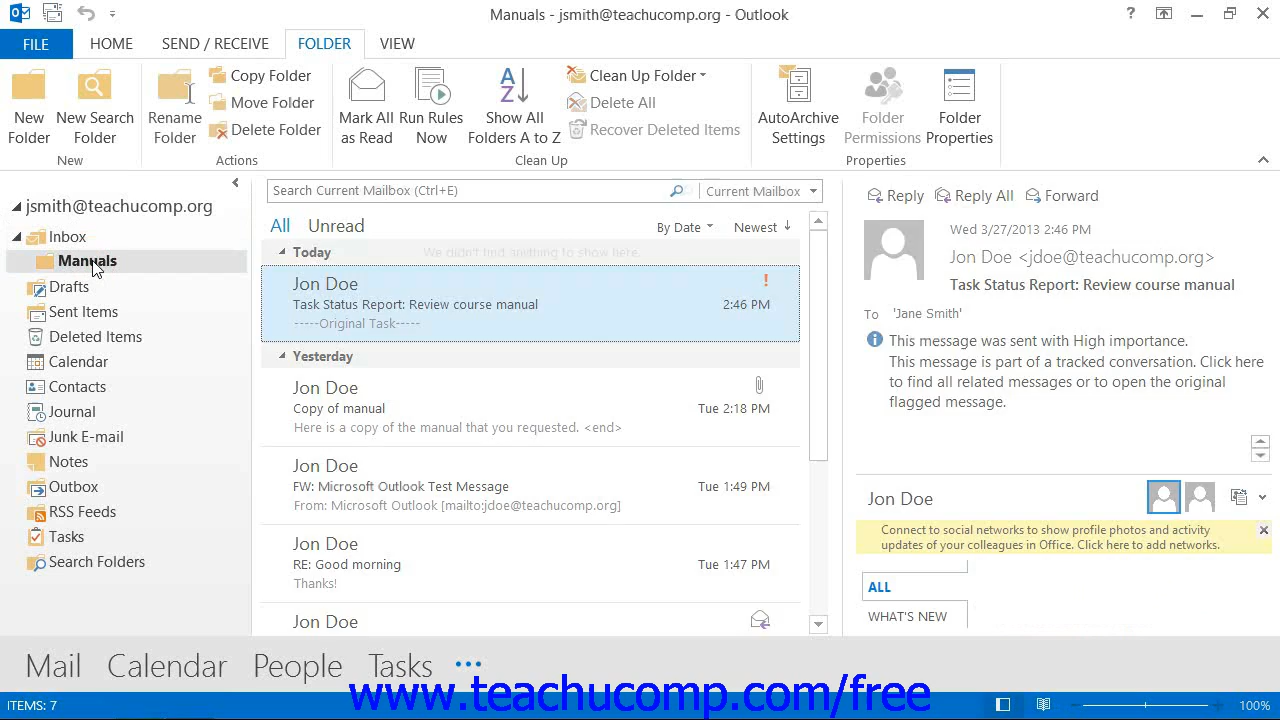 Manuals - jsmith@teachucomp.org - Outlook
?
FILE HOME SEND / RECEIVE FOLDER VIEW
New Folder
New Search Folder
New
Rename Folder
Copy Folder
Move Folder
Delete Folder
Actions
Mark All as Read
Run Rules Now
A Z
Show All Folders A to Z
Clean Up Folder
Delete All
Recover Deleted Items
Clean Up
AutoArchive Settings
Folder Permissions
Folder Properties
Properties
jsmith@teachucomp.org
Inbox
Manuals
Drafts
Sent Items
Deleted Items
Calendar
Contacts
Journal
Junk E-mail
Notes
Outbox
RSS Feeds
Tasks
Search Folders
Search Current Mailbox (Ctrl+E)
Current Mailbox
All Unread
By Date Newest
Today
We didn't find anything to show here.
Jon Doe
Task Status Report: Review course manual 2:46 PM
-----Original Task-----
Yesterday
Jon Doe
Copy of manual Tue 2:18 PM
Here is a copy of the manual that you requested. <end>
Jon Doe
FW: Microsoft Outlook Test Message Tue 1:49 PM
From: Microsoft Outlook [mailto:jdoe@teachucomp.org]
Jon Doe
RE: Good morning Tue 1:47 PM
Thanks!
Jon Doe
Reply Reply All Forward
Wed 3/27/2013 2:46 PM
Jon Doe <jdoe@teachucomp.org>
Task Status Report: Review course manual
To 'Jane Smith'
This message was sent with High importance.
This message is part of a tracked conversation. Click here
to find all related messages or to open the original
flagged message.
Jon Doe
Connect to social networks to show profile photos and activity
updates of your colleagues in Office. Click here to add networks.
ALL
WHAT'S NEW
Mail Calendar People Tasks
www.teachucomp.com/free
ITEMS: 7
100%